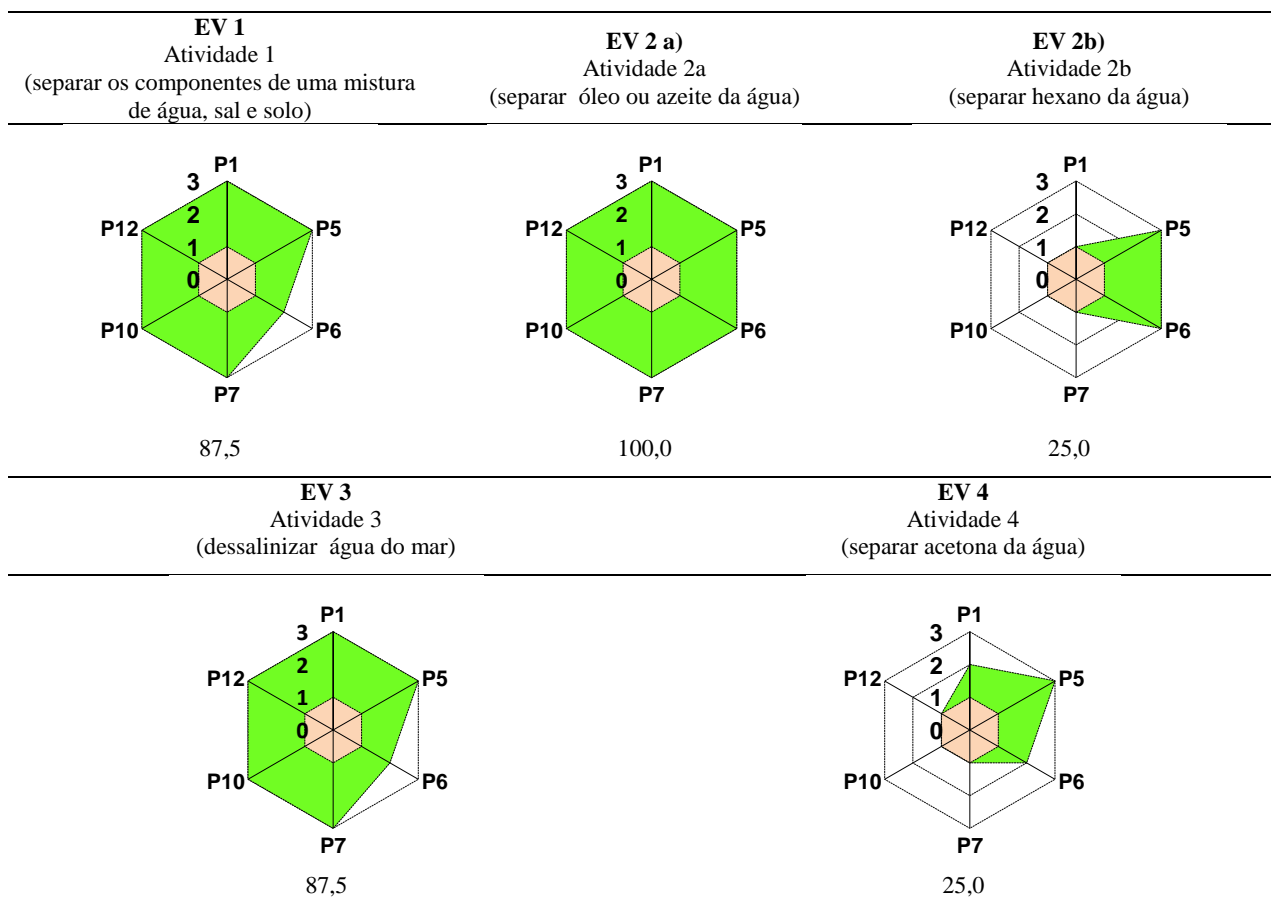 EV 1
Atividade 1
(separar os componentes de uma mistura
de água, sal e solo)
EV 2 a)
Atividade 2a
(separar óleo ou azeite da água)
EV 2b)
Atividade 2b
(separar hexano da água)
P1
3
2
1
0
P12
P5
P10
P6
P7
87,5
P1
3
2
1
0
P12
P5
P10
P6
P7
100,0
P1
3
2
1
0
P12
P5
P10
P6
P7
25,0
EV 3
Atividade 3
(dessalinizar água do mar)
EV 4
Atividade 4
(separar acetona da água)
P1
3
2
1
0
P12
P5
P10
P6
P7
87,5
P1
3
2
1
0
P12
P5
P10
P6
P7
25,0